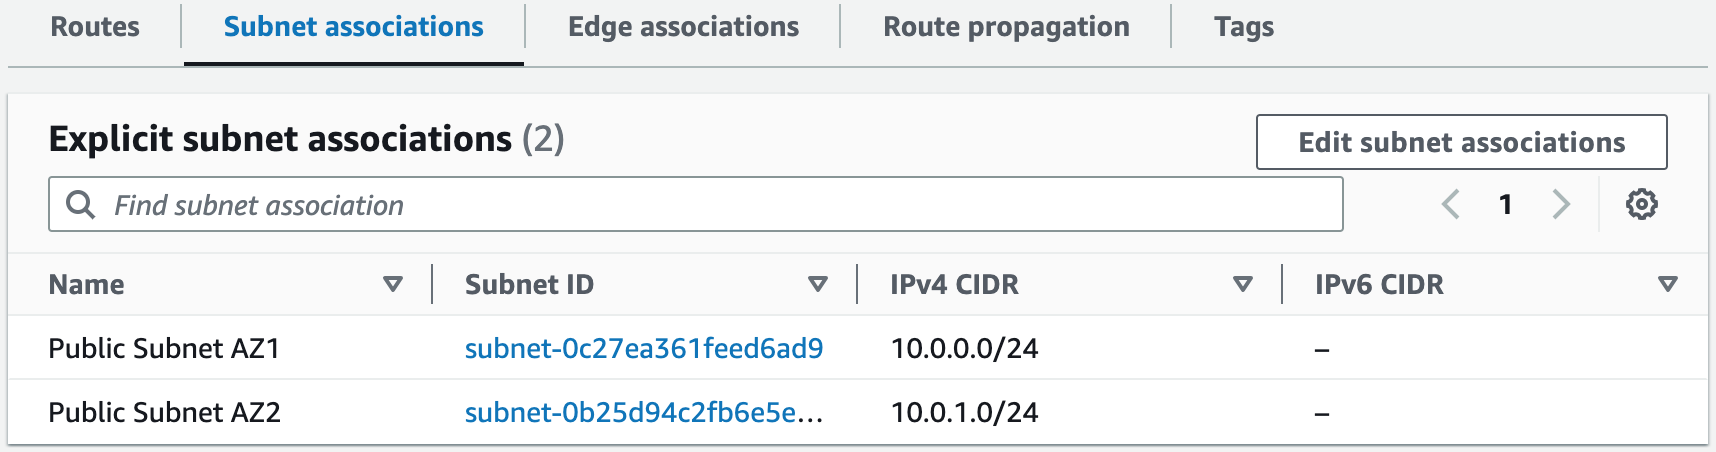 Routes Subnet associations Edge associations Route propagation Tags
Explicit subnet associations (2)
Edit subnet associations
Find subnet association
1
Name Subnet ID IPv4 CIDR IPv6 CIDR
Public Subnet AZ1 subnet-0c27ea361feed6ad9 10.0.0.0/24 –
Public Subnet AZ2 subnet-0b25d94c2fb6e5e... 10.0.1.0/24 –